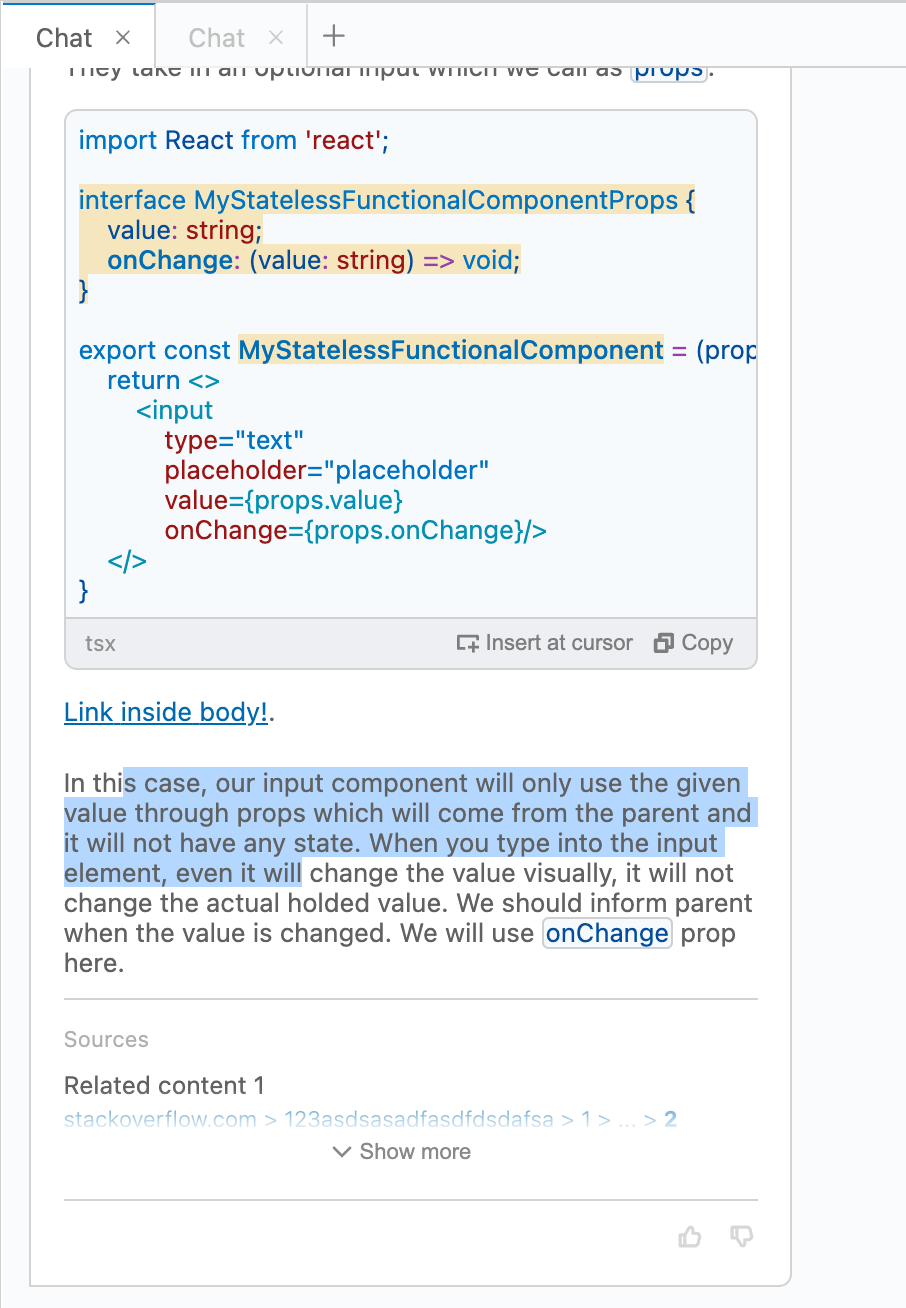 Chat
Chat
They take in an optional input which we call as props.
import React from 'react';
interface MyStatelessFunctionalComponentProps {
value: string;
onChange: (value: string) => void;
}
export const MyStatelessFunctionalComponent = (prop
return <>
<input
type="text"
placeholder="placeholder"
value={props.value}
onChange={props.onChange}/>
</>
}
tsx
Insert at cursor
Copy
Link inside body!.
In this case, our input component will only use the given
value through props which will come from the parent and
it will not have any state. When you type into the input
element, even it will change the value visually, it will not
change the actual holded value. We should inform parent
when the value is changed. We will use onChange prop
here.
Sources
Related content 1
stackoverflow.com > 123asdsasadfasdfdsdafsa > 1 > ... > 2
Show more